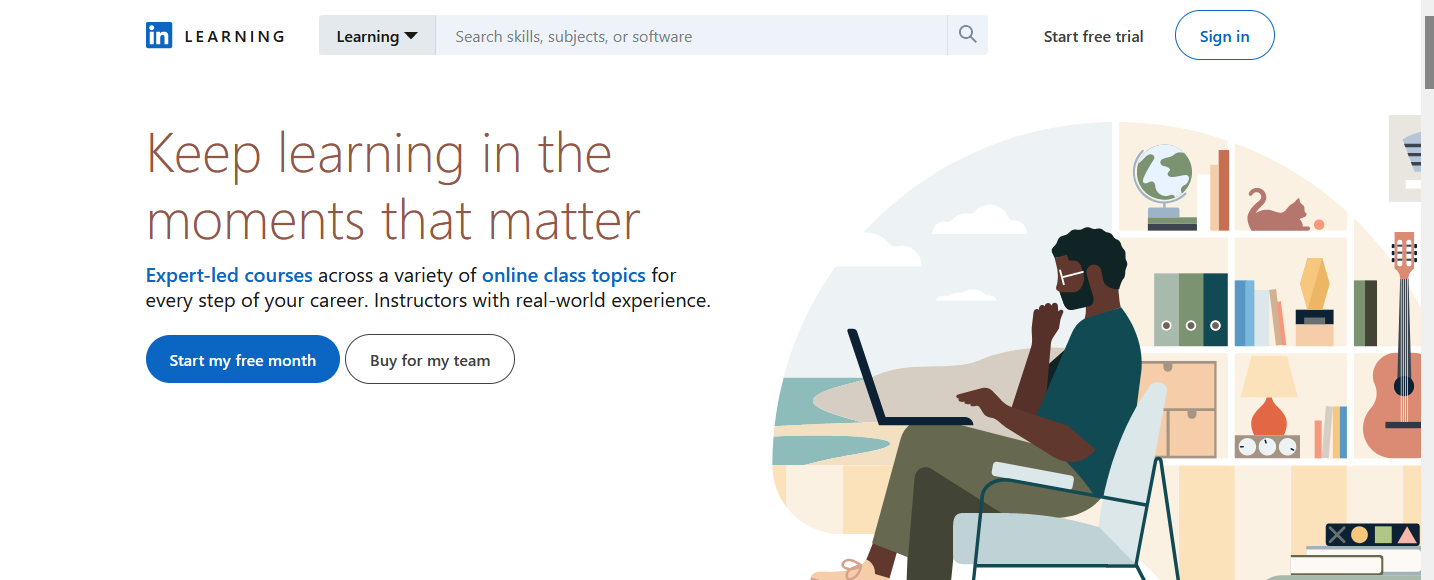 in LEARNING
Learning
Search skills, subjects, or software
Start free trial
Sign in
Keep learning in the
moments that matter
Expert-led courses across a variety of online class topics for
every step of your career. Instructors with real-world experience.
Start my free month
Buy for my team